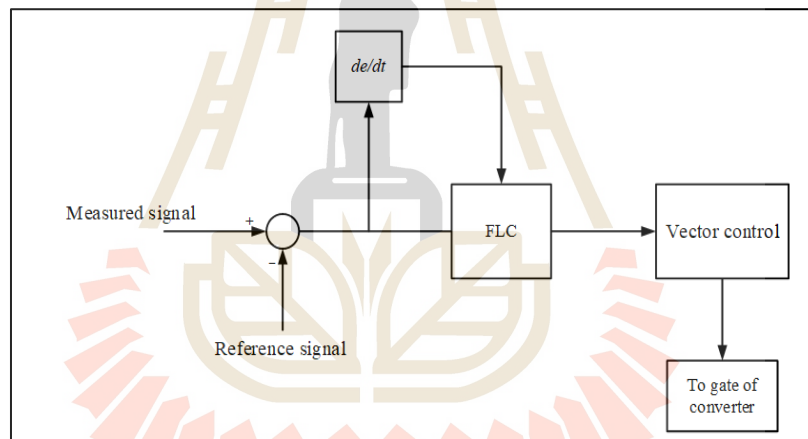 de/dt
Measured signal
+
−
FLC
Vector control
Reference signal
To gate of
converter